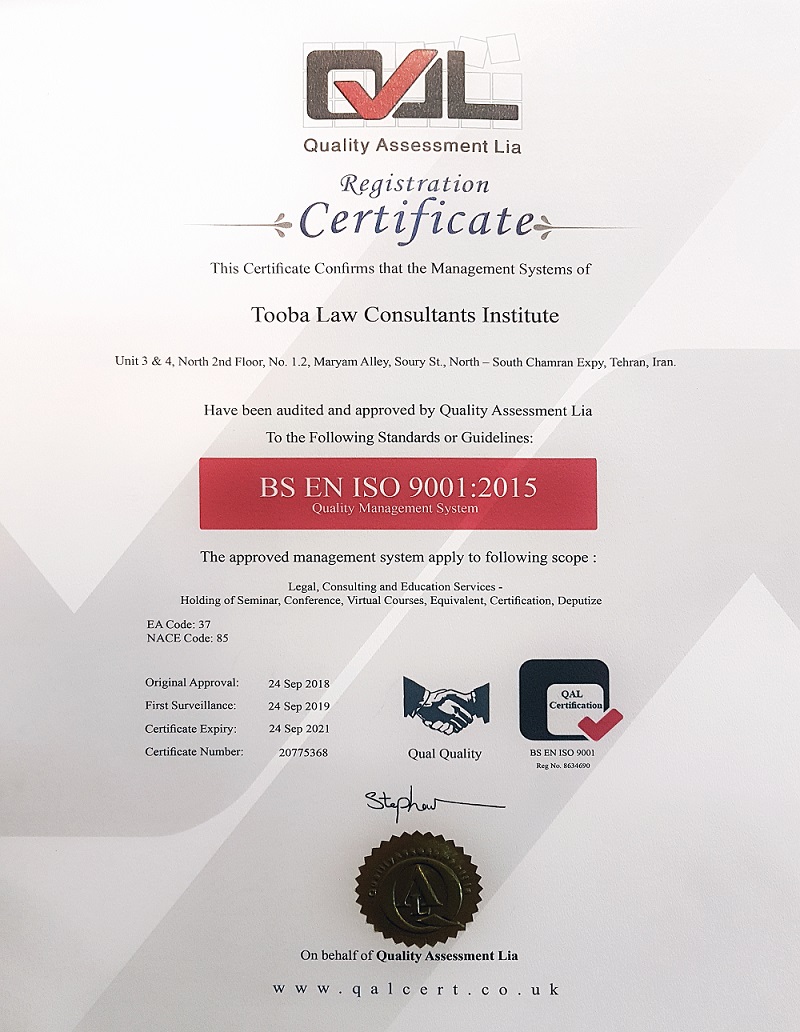 QAL
Quality Assessment Lia
Registration
Certificate
This Certificate Confirms that the Management Systems of
Tooba Law Consultants Institute
Unit 3 & 4, North 2nd Floor, No. 1.2, Maryam Alley, Soury St., North – South Chamran Expy, Tehran, Iran.
Have been audited and approved by Quality Assessment Lia
To the Following Standards or Guidelines:
BS EN ISO 9001:2015
Quality Management System
The approved management system apply to following scope :
Legal, Consulting and Education Services -
Holding of Seminar, Conference, Virtual Courses, Equivalent, Certification, Deputize
EA Code: 37
NACE Code: 85
Original Approval: 24 Sep 2018
First Surveillance: 24 Sep 2019
Certificate Expiry: 24 Sep 2021
Certificate Number: 20775368
Qual Quality
QAL
Certification
BS EN ISO 9001
Reg No. 8634690
Stephen
On behalf of Quality Assessment Lia
www.qalcert.co.uk